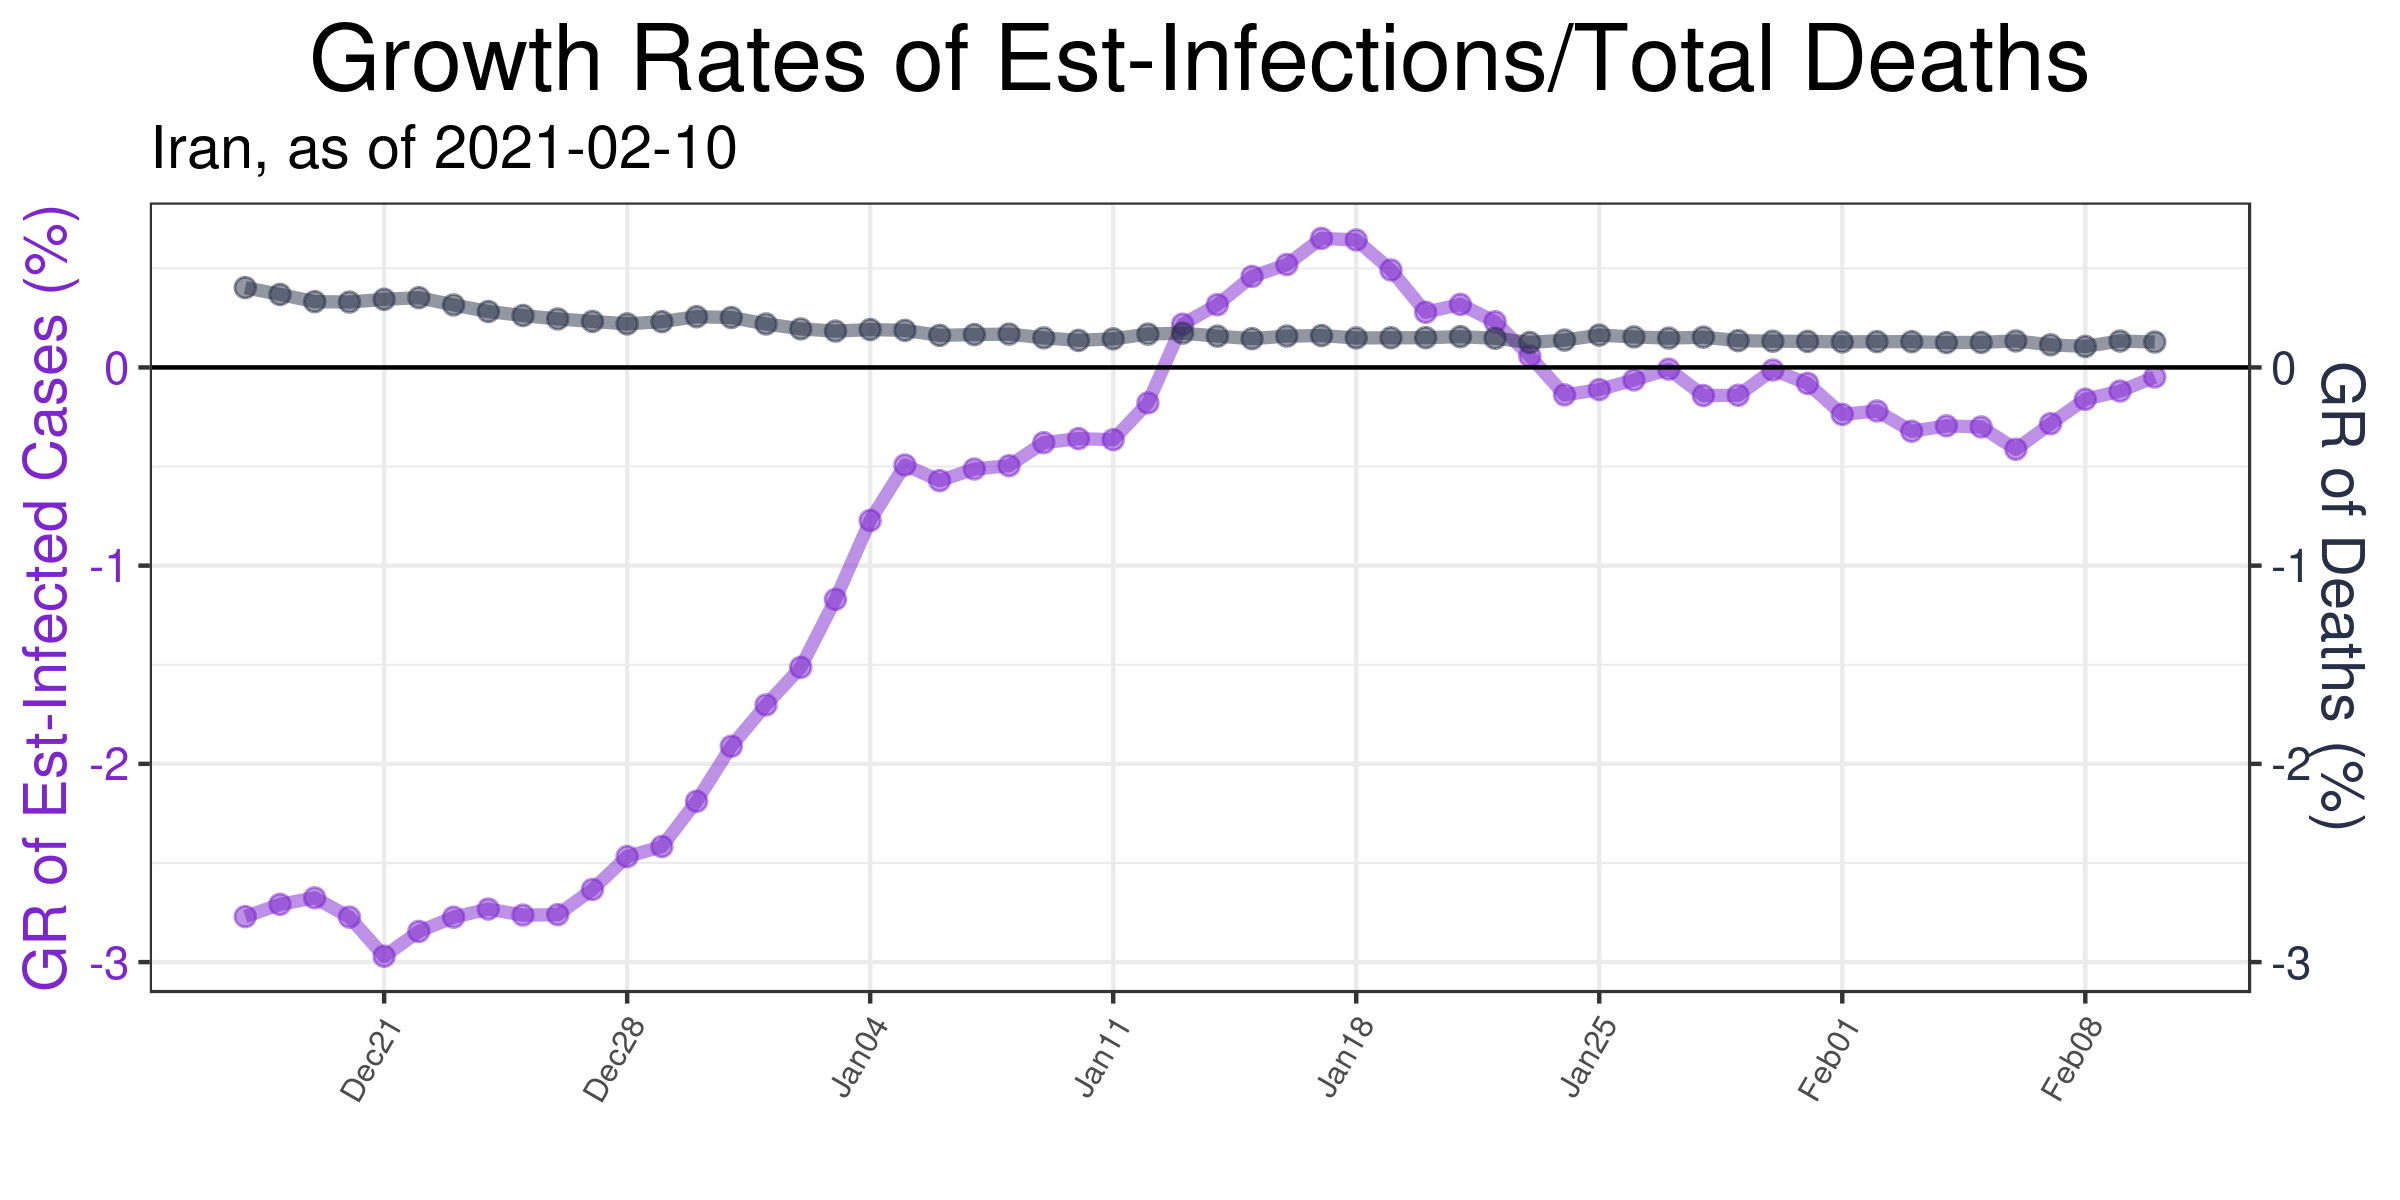 Growth Rates of Est-Infections/Total Deaths
Iran, as of 2021-02-10
GR of Est-Infected Cases (%)
0
-1
-2
-3
0
-1
-2
-3
GR of Deaths (%)
Dec21
Dec28
Jan04
Jan11
Jan18
Jan25
Feb01
Feb08